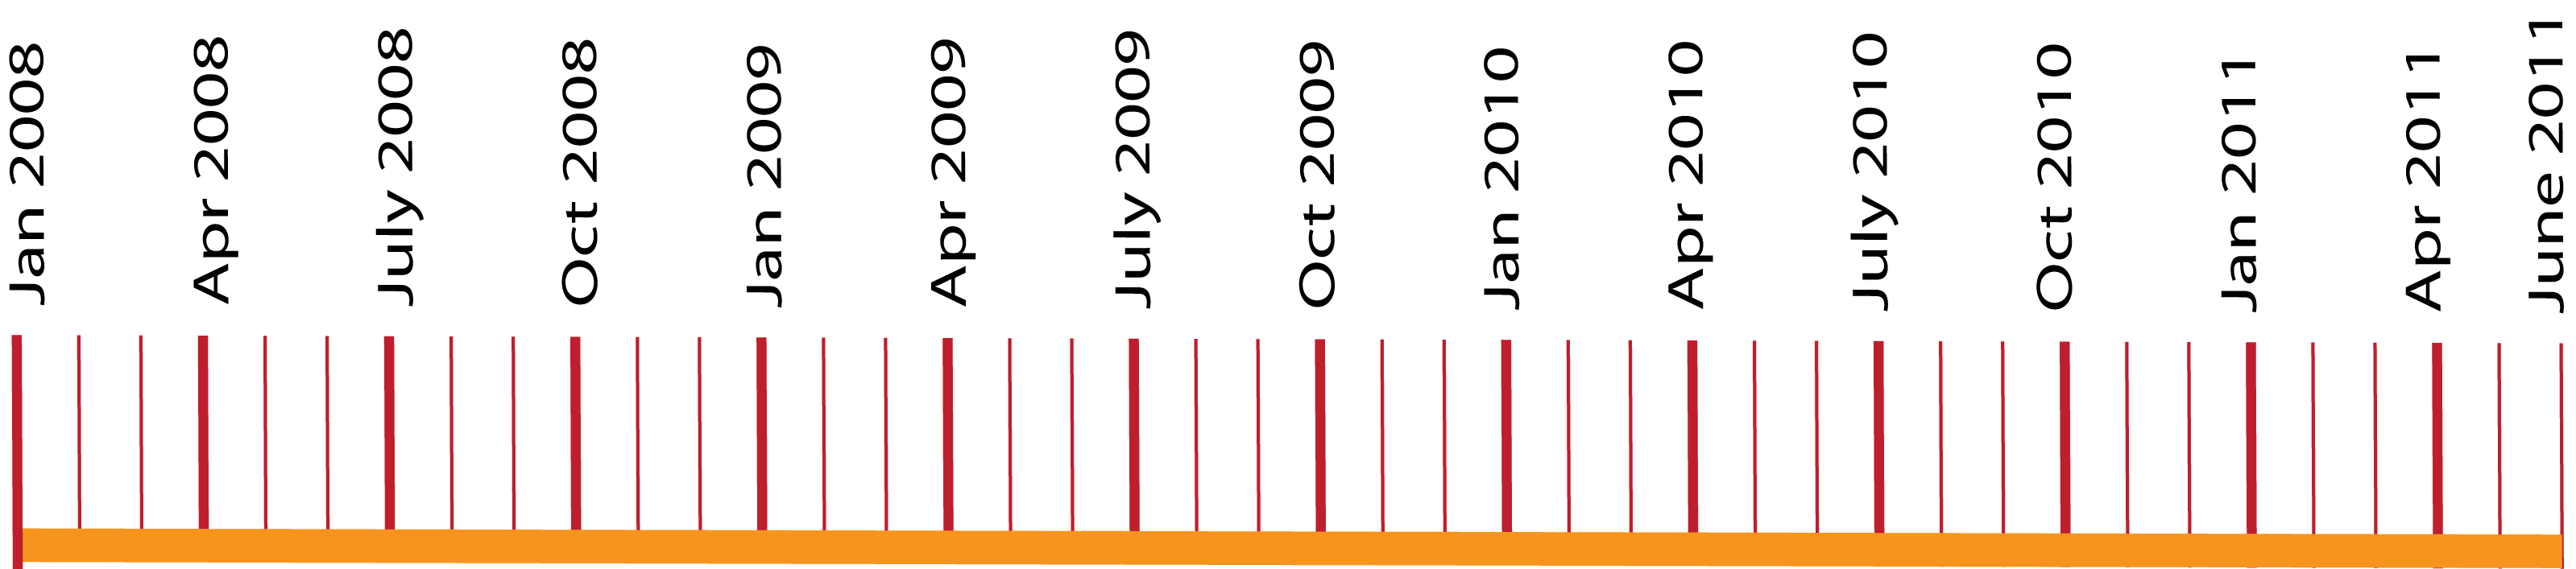 Jan 2008
Apr 2008
July 2008
Oct 2008
Jan 2009
Apr 2009
July 2009
Oct 2009
Jan 2010
Apr 2010
July 2010
Oct 2010
Jan 2011
Apr 2011
June 2011